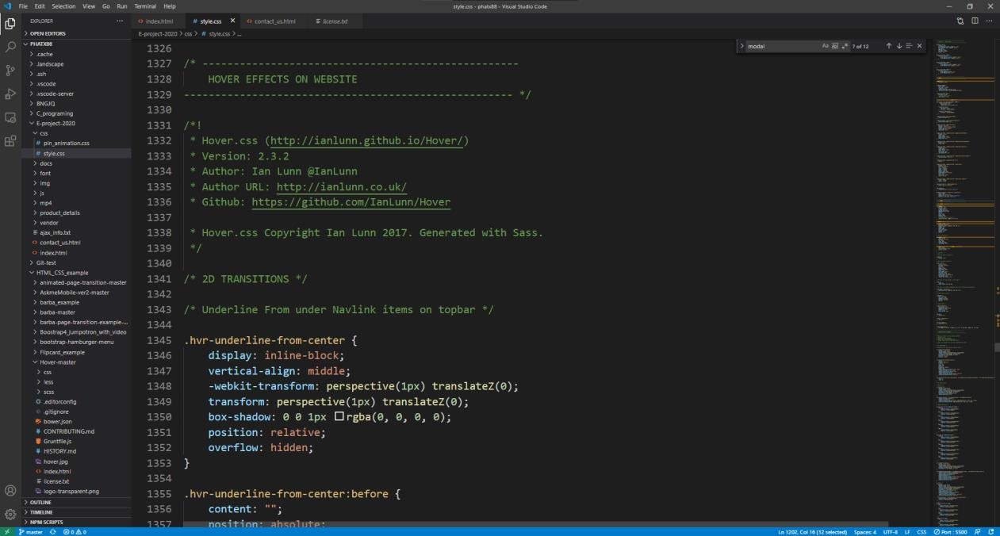 File Edit Selection View Go Run Terminal Help
style.css - phatx88 - Visual Studio Code
EXPLORER
OPEN EDITORS
PHATX88
.cache
.landscape
.ssh
.vscode
.vscode-server
BNGJQ
C_programing
E-project-2020
css
pin_animation.css
style.css
docs
font
img
js
mp4
product_details
vendor
ajax_info.txt
contact_us.html
index.html
Git-test
HTML_CSS_example
animated-page-transition-master
AskmeMobile-ver2-master
barba_example
barba-master
barba-page-transition-example-...
Boostrap4_jumpotron_with_video
bootstrap-hamburger-menu
Flipcard_example
Hover-master
css
less
scss
.editorconfig
.gitignore
bower.json
CONTRIBUTING.md
Gruntfile.js
HISTORY.md
hover.jpg
index.html
license.txt
logo-transparent.png
OUTLINE
TIMELINE
NPM SCRIPTS
index.html style.css contact_us.html license.txt
E-project-2020 > css > # style.css > ...
modal Aa ? of 12
1326
1327 /* ---------------------------------------------------
1328 HOVER EFFECTS ON WEBSITE
1329 ----------------------------------------------------- */
1330
1331 /*!
1332 * Hover.css (http://ianlunn.github.io/Hover/)
1333 * Version: 2.3.2
1334 * Author: Ian Lunn @IanLunn
1335 * Author URL: http://ianlunn.co.uk/
1336 * Github: https://github.com/IanLunn/Hover
1337
1338 * Hover.css Copyright Ian Lunn 2017. Generated with Sass.
1339 */
1340
1341 /* 2D TRANSITIONS */
1342
1343 /* Underline From under Navlink items on topbar */
1344
1345 .hvr-underline-from-center {
1346 display: inline-block;
1347 vertical-align: middle;
1348 -webkit-transform: perspective(1px) translateZ(0);
1349 transform: perspective(1px) translateZ(0);
1350 box-shadow: 0 0 1px rgba(0, 0, 0, 0);
1351 position: relative;
1352 overflow: hidden;
1353 }
1354
1355 .hvr-underline-from-center:before {
1356 content: "";
1357 position: absolute;
master 0 0 Ln 1202, Col 16 (12 selected) Spaces: 4 UTF-8 LF CSS Port : 5500